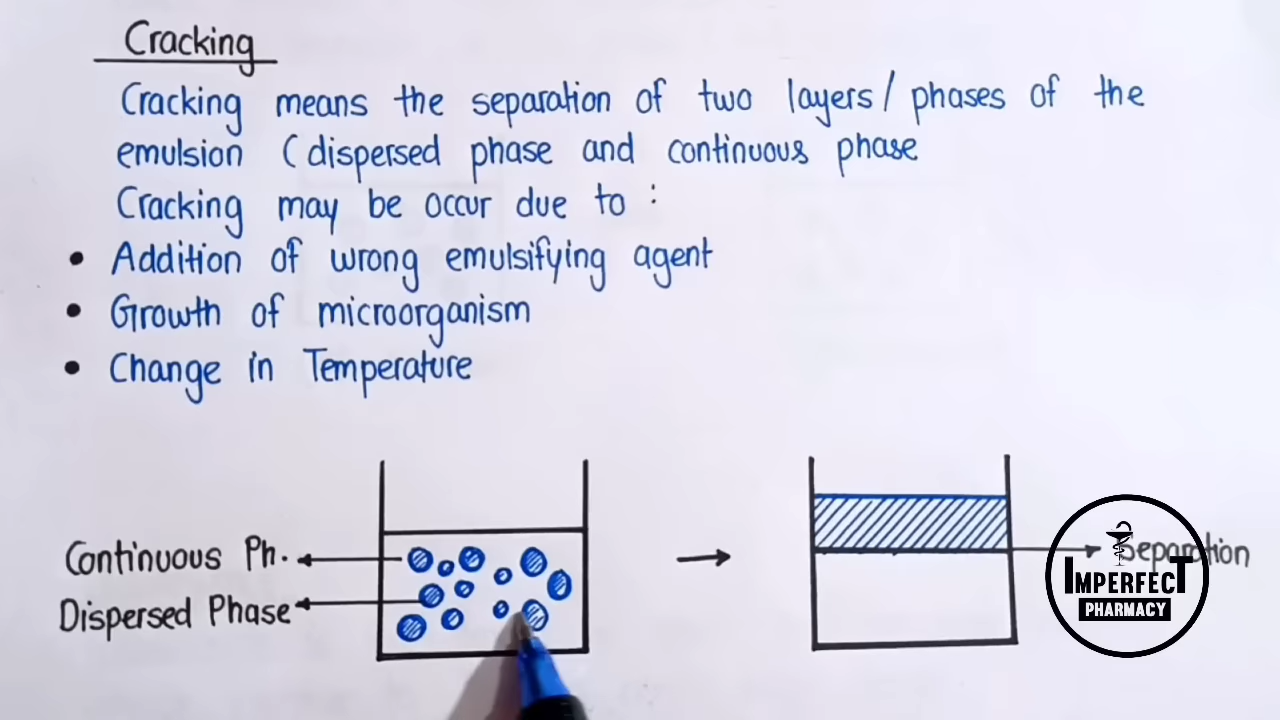 Cracking
Cracking means the separation of two layers/phases of the
emulsion (dispersed phase and continuous phase
Cracking may be occur due to :
• Addition of wrong emulsifying agent
• Growth of microorganism
• Change in Temperature
Continuous Ph.
Dispersed Phase
Separation
IMPERFECT
PHARMACY